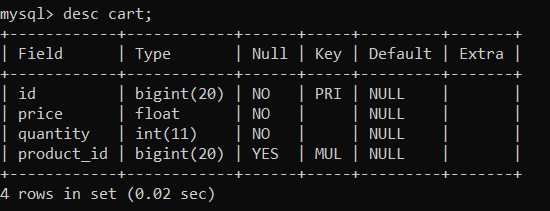 mysql> desc cart;
+------------+------------+------+-----+---------+-------+
| Field      | Type       | Null | Key | Default | Extra |
+------------+------------+------+-----+---------+-------+
| id         | bigint(20) | NO   | PRI | NULL    |       |
| price      | float      | NO   |     | NULL    |       |
| quantity   | int(11)    | NO   |     | NULL    |       |
| product_id | bigint(20) | YES  | MUL | NULL    |       |
+------------+------------+------+-----+---------+-------+
4 rows in set (0.02 sec)